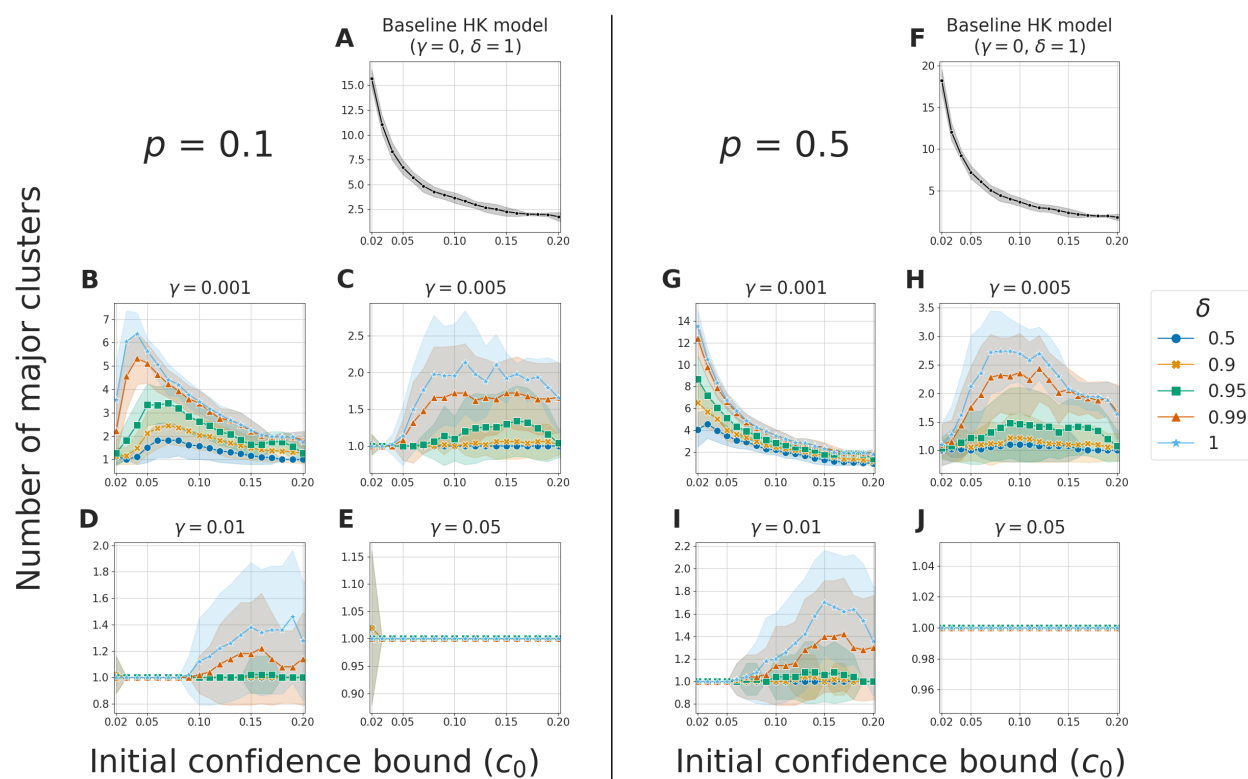 Number of major clusters
p = 0.1
A
Baseline HK model
(γ = 0, δ = 1)
15.0
12.5
10.0
7.5
5.0
2.5
0.02 0.05 0.10 0.15 0.20
B
γ = 0.001
7
6
5
4
3
2
1
0.02 0.05 0.10 0.15 0.20
C
γ = 0.005
2.5
2.0
1.5
1.0
0.02 0.05 0.10 0.15 0.20
D
γ = 0.01
2.0
1.8
1.6
1.4
1.2
1.0
0.8
0.02 0.05 0.10 0.15 0.20
E
γ = 0.05
1.15
1.10
1.05
1.00
0.95
0.90
0.02 0.05 0.10 0.15 0.20
Initial confidence bound (c₀)
p = 0.5
F
Baseline HK model
(γ = 0, δ = 1)
20
15
10
5
0.02 0.05 0.10 0.15 0.20
G
γ = 0.001
14
12
10
8
6
4
2
0.02 0.05 0.10 0.15 0.20
H
γ = 0.005
3.5
3.0
2.5
2.0
1.5
1.0
0.02 0.05 0.10 0.15 0.20
δ
0.5
0.9
0.95
0.99
1
I
γ = 0.01
2.2
2.0
1.8
1.6
1.4
1.2
1.0
0.8
0.02 0.05 0.10 0.15 0.20
J
γ = 0.05
1.04
1.02
1.00
0.98
0.96
0.02 0.05 0.10 0.15 0.20
Initial confidence bound (c₀)